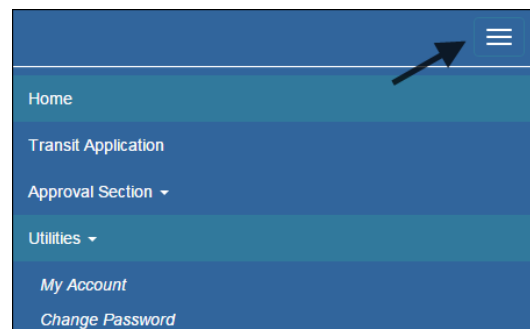 Home
Transit Application
Approval Section
Utilities
My Account
Change Password